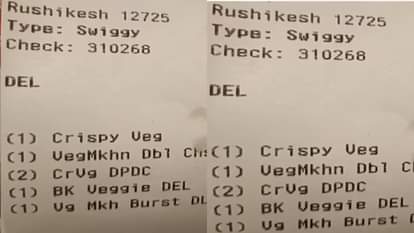 Rushikesh 12725
Type: Swiggy
Check: 310268
DEL
(1) Crispy Veg
(1) VegMkhn Dbl Ch
(2) CrVg DPDC
(1) BK Veggie DEL
(1) Vg Mkh Burst DL
Rushikesh 12725
Type: Swiggy
Check: 310268
DEL
(1) Crispy Veg
(1) VegMkhn Dbl C
(2) CrVg DPDC
(1) BK Veggie DEL
(1) Vg Mkh Burst D